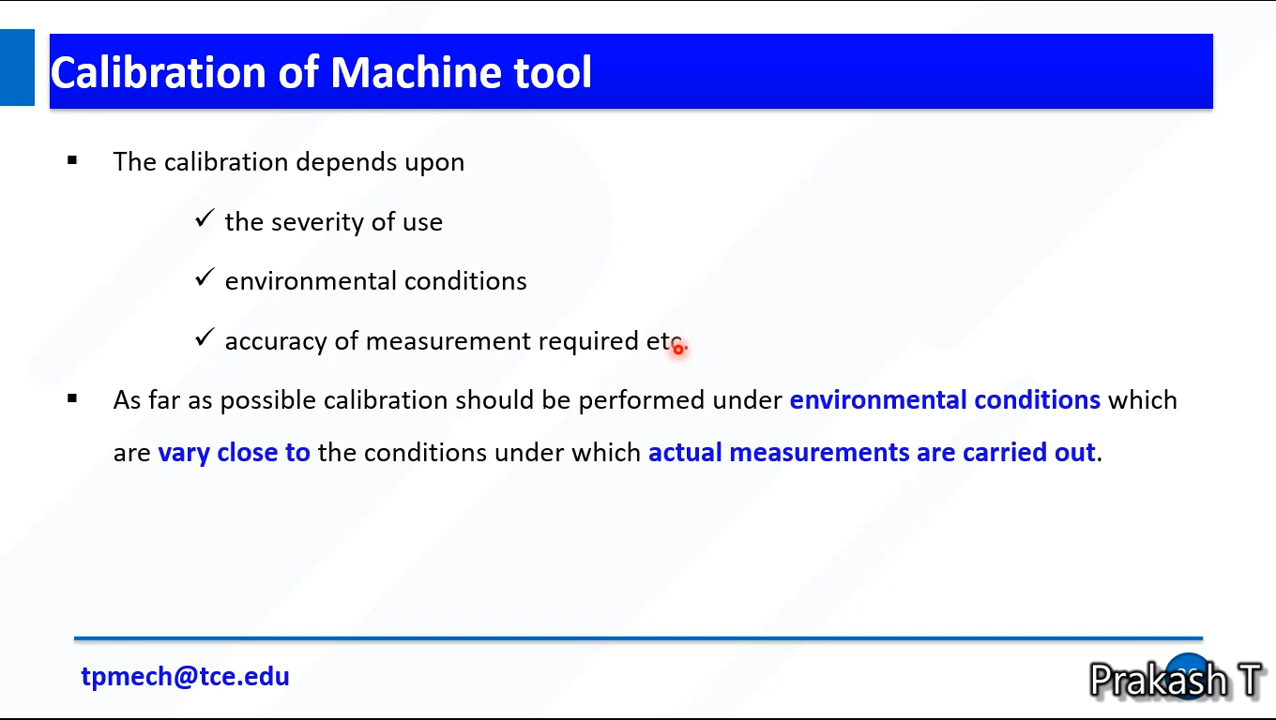 Calibration of Machine tool
The calibration depends upon
the severity of use
environmental conditions
accuracy of measurement required etc.
As far as possible calibration should be performed under environmental conditions which
are vary close to the conditions under which actual measurements are carried out.
tpmech@tce.edu
Prakash T